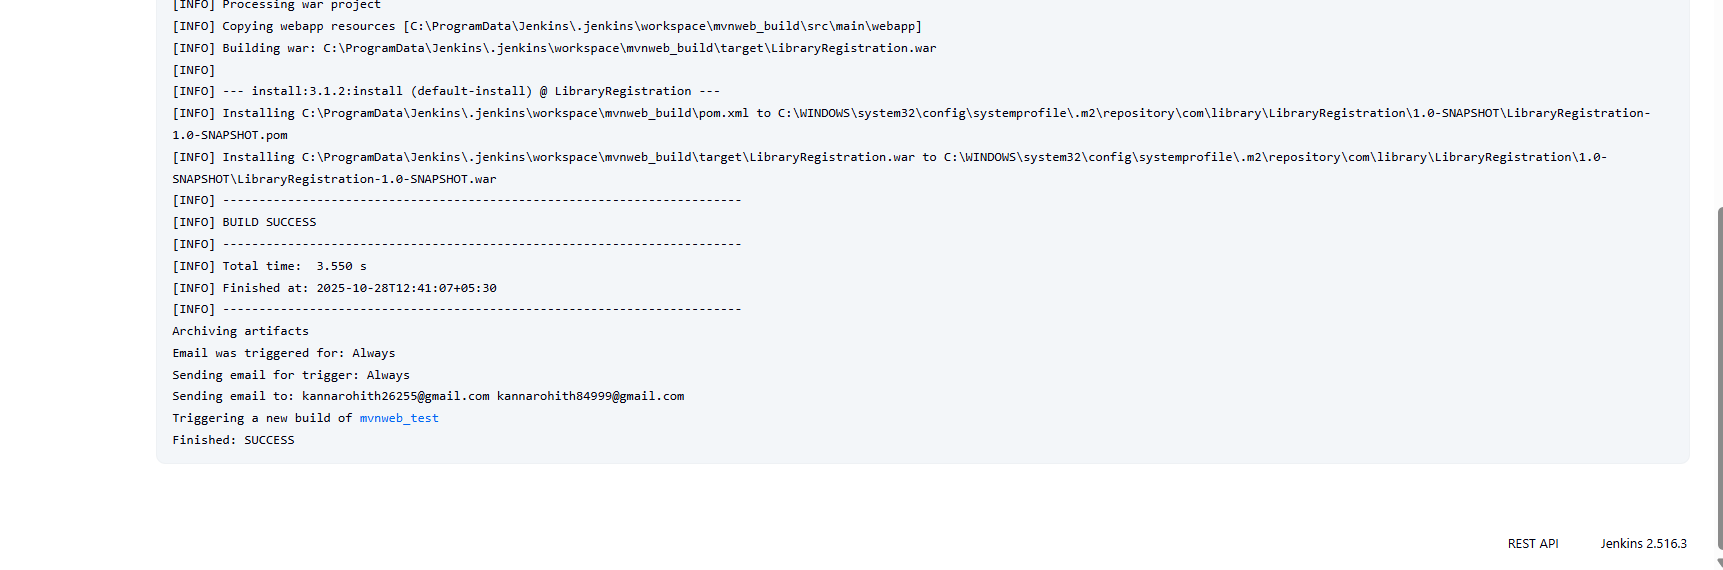 [INFO] Processing war project
[INFO] Copying webapp resources [C:\ProgramData\Jenkins\.jenkins\workspace\mvnweb_build\src\main\webapp]
[INFO] Building war: C:\ProgramData\Jenkins\.jenkins\workspace\mvnweb_build\target\LibraryRegistration.war
[INFO]
[INFO] --- install:3.1.2:install (default-install) @ LibraryRegistration ---
[INFO] Installing C:\ProgramData\Jenkins\.jenkins\workspace\mvnweb_build\pom.xml to C:\WINDOWS\system32\config\systemprofile\.m2\repository\com\library\LibraryRegistration\1.0-SNAPSHOT\LibraryRegistration-
1.0-SNAPSHOT.pom
[INFO] Installing C:\ProgramData\Jenkins\.jenkins\workspace\mvnweb_build\target\LibraryRegistration.war to C:\WINDOWS\system32\config\systemprofile\.m2\repository\com\library\LibraryRegistration\1.0-
SNAPSHOT\LibraryRegistration-1.0-SNAPSHOT.war
[INFO] ------------------------------------------------------------------------
[INFO] BUILD SUCCESS
[INFO] ------------------------------------------------------------------------
[INFO] Total time:  3.550 s
[INFO] Finished at: 2025-10-28T12:41:07+05:30
[INFO] ------------------------------------------------------------------------
Archiving artifacts
Email was triggered for: Always
Sending email for trigger: Always
Sending email to: kannarohith26255@gmail.com kannarohith84999@gmail.com
Triggering a new build of mvnweb_test
Finished: SUCCESS
REST API Jenkins 2.516.3